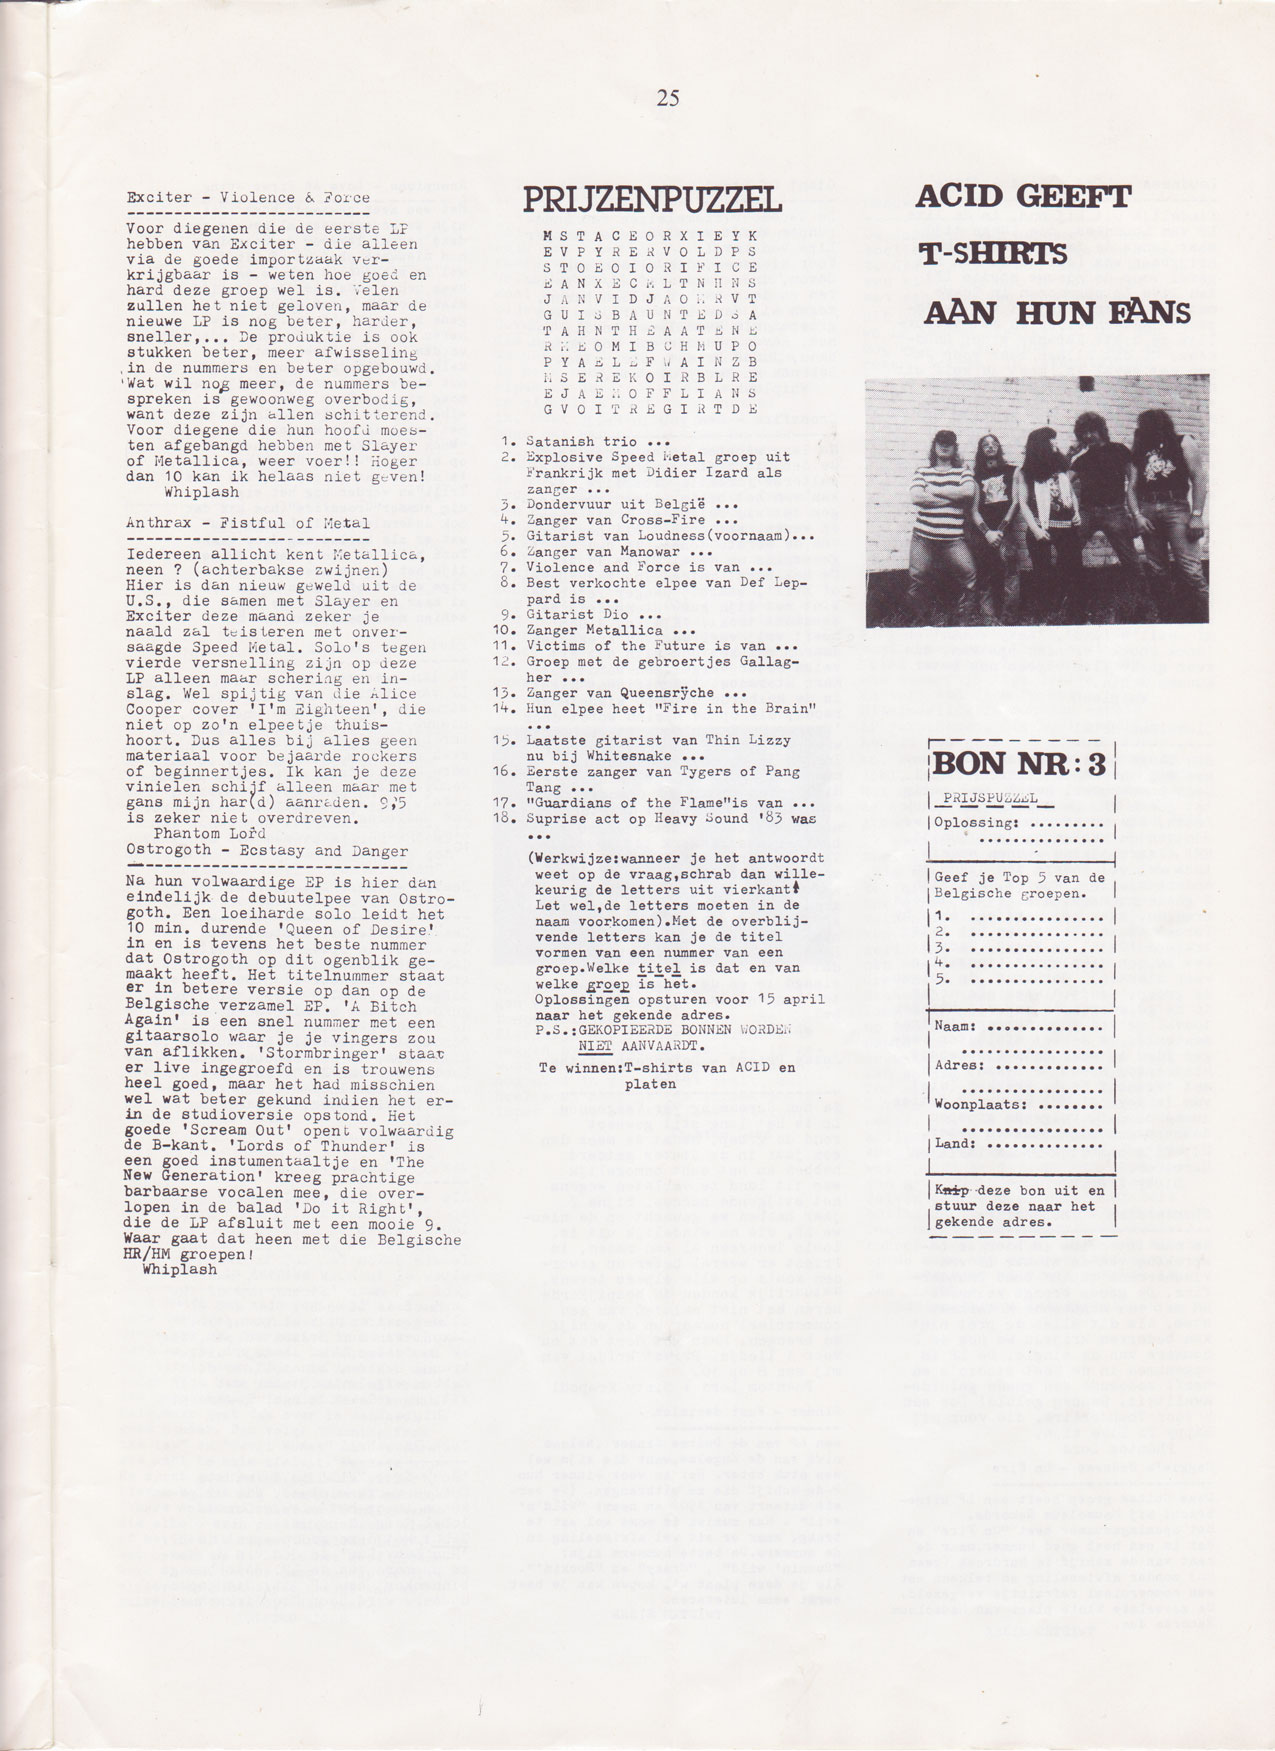 25
Exciter - Violence & Force
Voor diegenen die de eerste LP
hebben van Exciter - die alleen
via de goede importzaak ver-
krijgbaar is - weten hoe goed en
hard deze groep wel is. Velen
zullen het niet geloven, maar de
nieuwe LP is nog beter, harder,
sneller,... De produktie is ook
stukken beter, meer afwisseling
in de nummers en beter opgebouwd.
Wat wil nog meer, de nummers be-
spreken is gewoonweg overbodig,
want deze zijn allen schitterend.
Voor diegene die hun hoofd moes-
ten afgebangd hebben met Slayer
of Metallica, weer voer!! Hoger
dan 10 kan ik helaas niet geven!
Whiplash
Anthrax - Fistful of Metal
Iedereen allicht kent Metallica,
neen ? (achterbakse zwijnen)
Hier is dan nieuw geweld uit de
U.S., die samen met Slayer en
Exciter deze maand zeker je
naald zal teisteren met onver-
saagde Speed Metal. Solo's tegen
vierde versnelling zijn op deze
LP alleen maar schering en in-
slag. Wel spijtig van die Alice
Cooper cover 'I'm Eighteen', die
niet op zo'n elpeetje thuis-
hoort. Dus alles bij alles geen
materiaal voor bejaarde rockers
of beginnertjes. Ik kan je deze
vinielen schijf alleen maar met
gans mijn har(d) aanraden. 9,5
is zeker niet overdreven.
Phantom Lord
Ostrogoth - Ecstasy and Danger
Na hun volwaardige EP is hier dan
eindelijk de debuutelpee van Ostro-
goth. Een loeiharde solo leidt het
10 min. durende 'Queen of Desire'
in en is tevens het beste nummer
dat Ostrogoth op dit ogenblik ge-
maakt heeft. Het titelnummer staat
er in betere versie op dan op de
Belgische verzamel EP. 'A Bitch
Again' is een snel nummer met een
gitaarsolo waar je je vingers zou
van aflikken. 'Stormbringer' staat
er live ingegroefd en is trouwens
heel goed, maar het had misschien
wel wat beter gekund indien het er-
in de studioversie opstond. Het
goede 'Scream Out' opent volwaardig
de B-kant. 'Lords of Thunder' is
een goed instumentaaltje en 'The
New Generation' kreeg prachtige
barbaarse vocalen mee, die over-
lopen in de balad 'Do it Right',
die de LP afsluit met een mooie 9.
Waar gaat dat heen met die Belgische
HR/HM groepen!
Whiplash
PRIJZENPUZZEL
M S T A C E O R X I E Y K
E V P Y R E R V O L D P S
S T O E O I O R I F I C E
E A N X E C M L T N H N S
J A N V I D J A O K R V T
G U I S B A U N T E D S A
T A H N T H E A A T E N E
R M E O M I B C H M U P O
P Y A E L E F W A I N Z B
M S E R E K O I R B L R E
E J A E M O F F L I A N S
G V O I T R E G I R T D E
1. Satanish trio ...
2. Explosive Speed Metal groep uit
Frankrijk met Didier Izard als
zanger ...
3. Dondervuur uit België ...
4. Zanger van Cross-Fire ...
5. Gitarist van Loudness(voornaam)...
6. Zanger van Manowar ...
7. Violence and Force is van ...
8. Best verkochte elpee van Def Lep-
pard is ...
9. Gitarist Dio ...
10. Zanger Metallica ...
11. Victims of the Future is van ...
12. Groep met de gebroertjes Gallag-
her ...
13. Zanger van Queensrÿche ...
14. Hun elpee heet "Fire in the Brain"
...
15. Laatste gitarist van Thin Lizzy
nu bij Whitesnake ...
16. Eerste zanger van Tygers of Pang
Tang ...
17. "Guardians of the Flame"is van ...
18. Suprise act op Heavy Sound '83 was
...
(Werkwijze:wanneer je het antwoordt
weet op de vraag,schrab dan wille-
keurig de letters uit vierkant!
Let wel,de letters moeten in de
naam voorkomen).Met de overblij-
vende letters kan je de titel
vormen van een nummer van een
groep.Welke titel is dat en van
welke groep is het.
Oplossingen opsturen voor 15 april
naar het gekende adres.
P.S.:GEKOPIEERDE BONNEN WORDEN
NIET AANVAARDT.
Te winnen:T-shirts van ACID en
platen
ACID GEEFT
T-SHIRTS
AAN HUN FANS
BON NR: 3
PRIJSPUZZEL
Oplossing: .........
...............
Geef je Top 5 van de
Belgische groepen.
1. ................
2. ................
3. ................
4. ................
5. ................
Naam: ..............
.................
Adres: .............
.................
Woonplaats: ........
.................
Land: ..............
Knip deze bon uit en
stuur deze naar het
gekende adres.